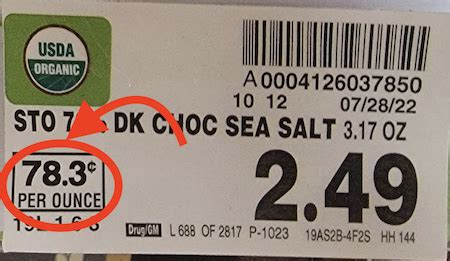 USDA
ORGANIC
A0004126037850
10 12 07/28/22
STO DK CHOC SEA SALT 3.17 OZ
78.3¢
PER OUNCE
2.49
Drug/GM L 688 OF 2817 P-1023 19AS2B-4F2S HH 144